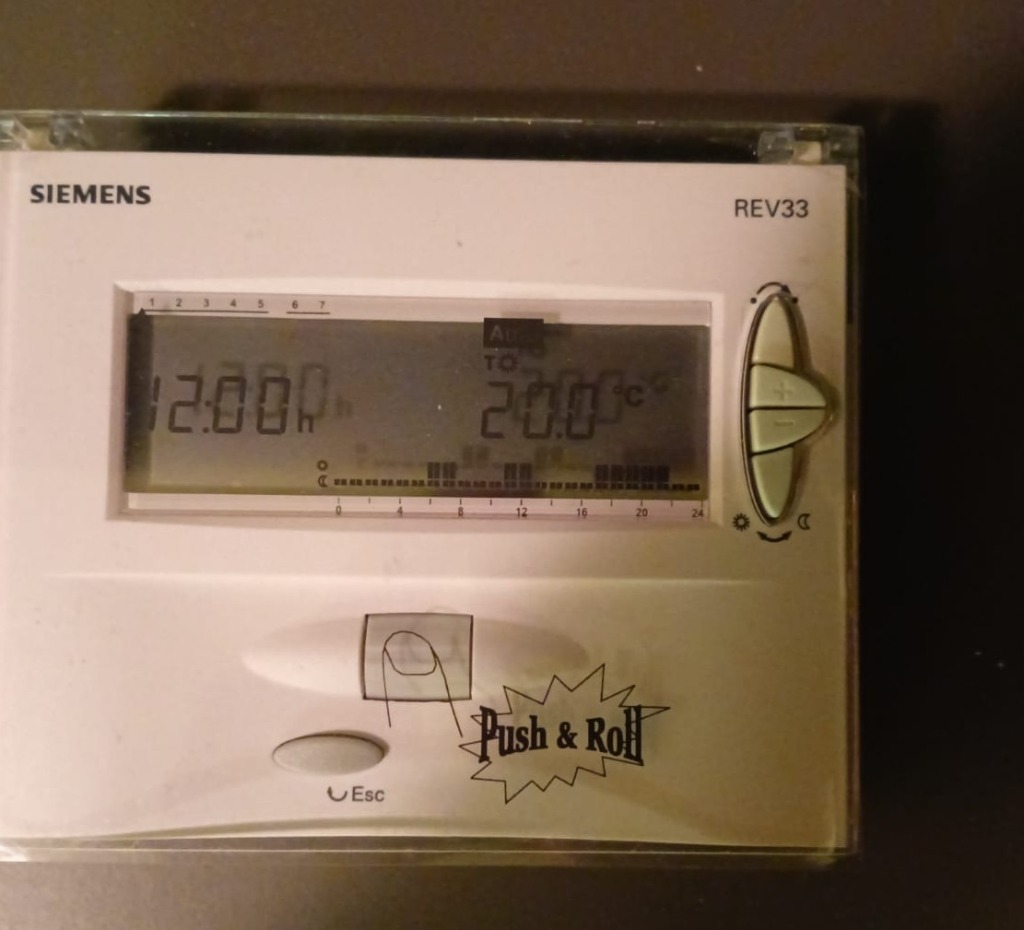 SIEMENS
REV33
1 2 3 4 5 6 7
T
12:00h
20.0°C
0 4 8 12 16 20 24
+
−
Push & Roll
Esc